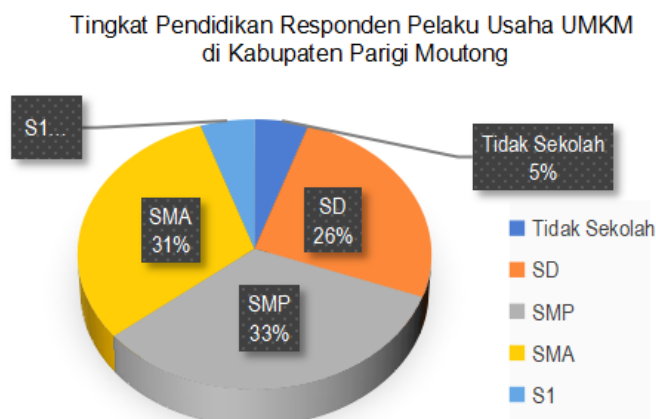 Tingkat Pendidikan Responden Pelaku Usaha UMKM
di Kabupaten Parigi Moutong
S1...
Tidak Sekolah
5%
SMA
31%
SD
26%
SMP
33%
Tidak Sekolah
SD
SMP
SMA
S1